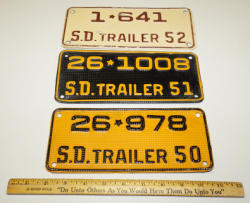 1★641
S.D. TRAILER 52
26★1008
S.D. TRAILER 51
26★978
S.D. TRAILER 50
"Do Unto Others As You Would Have Them Do Unto You"